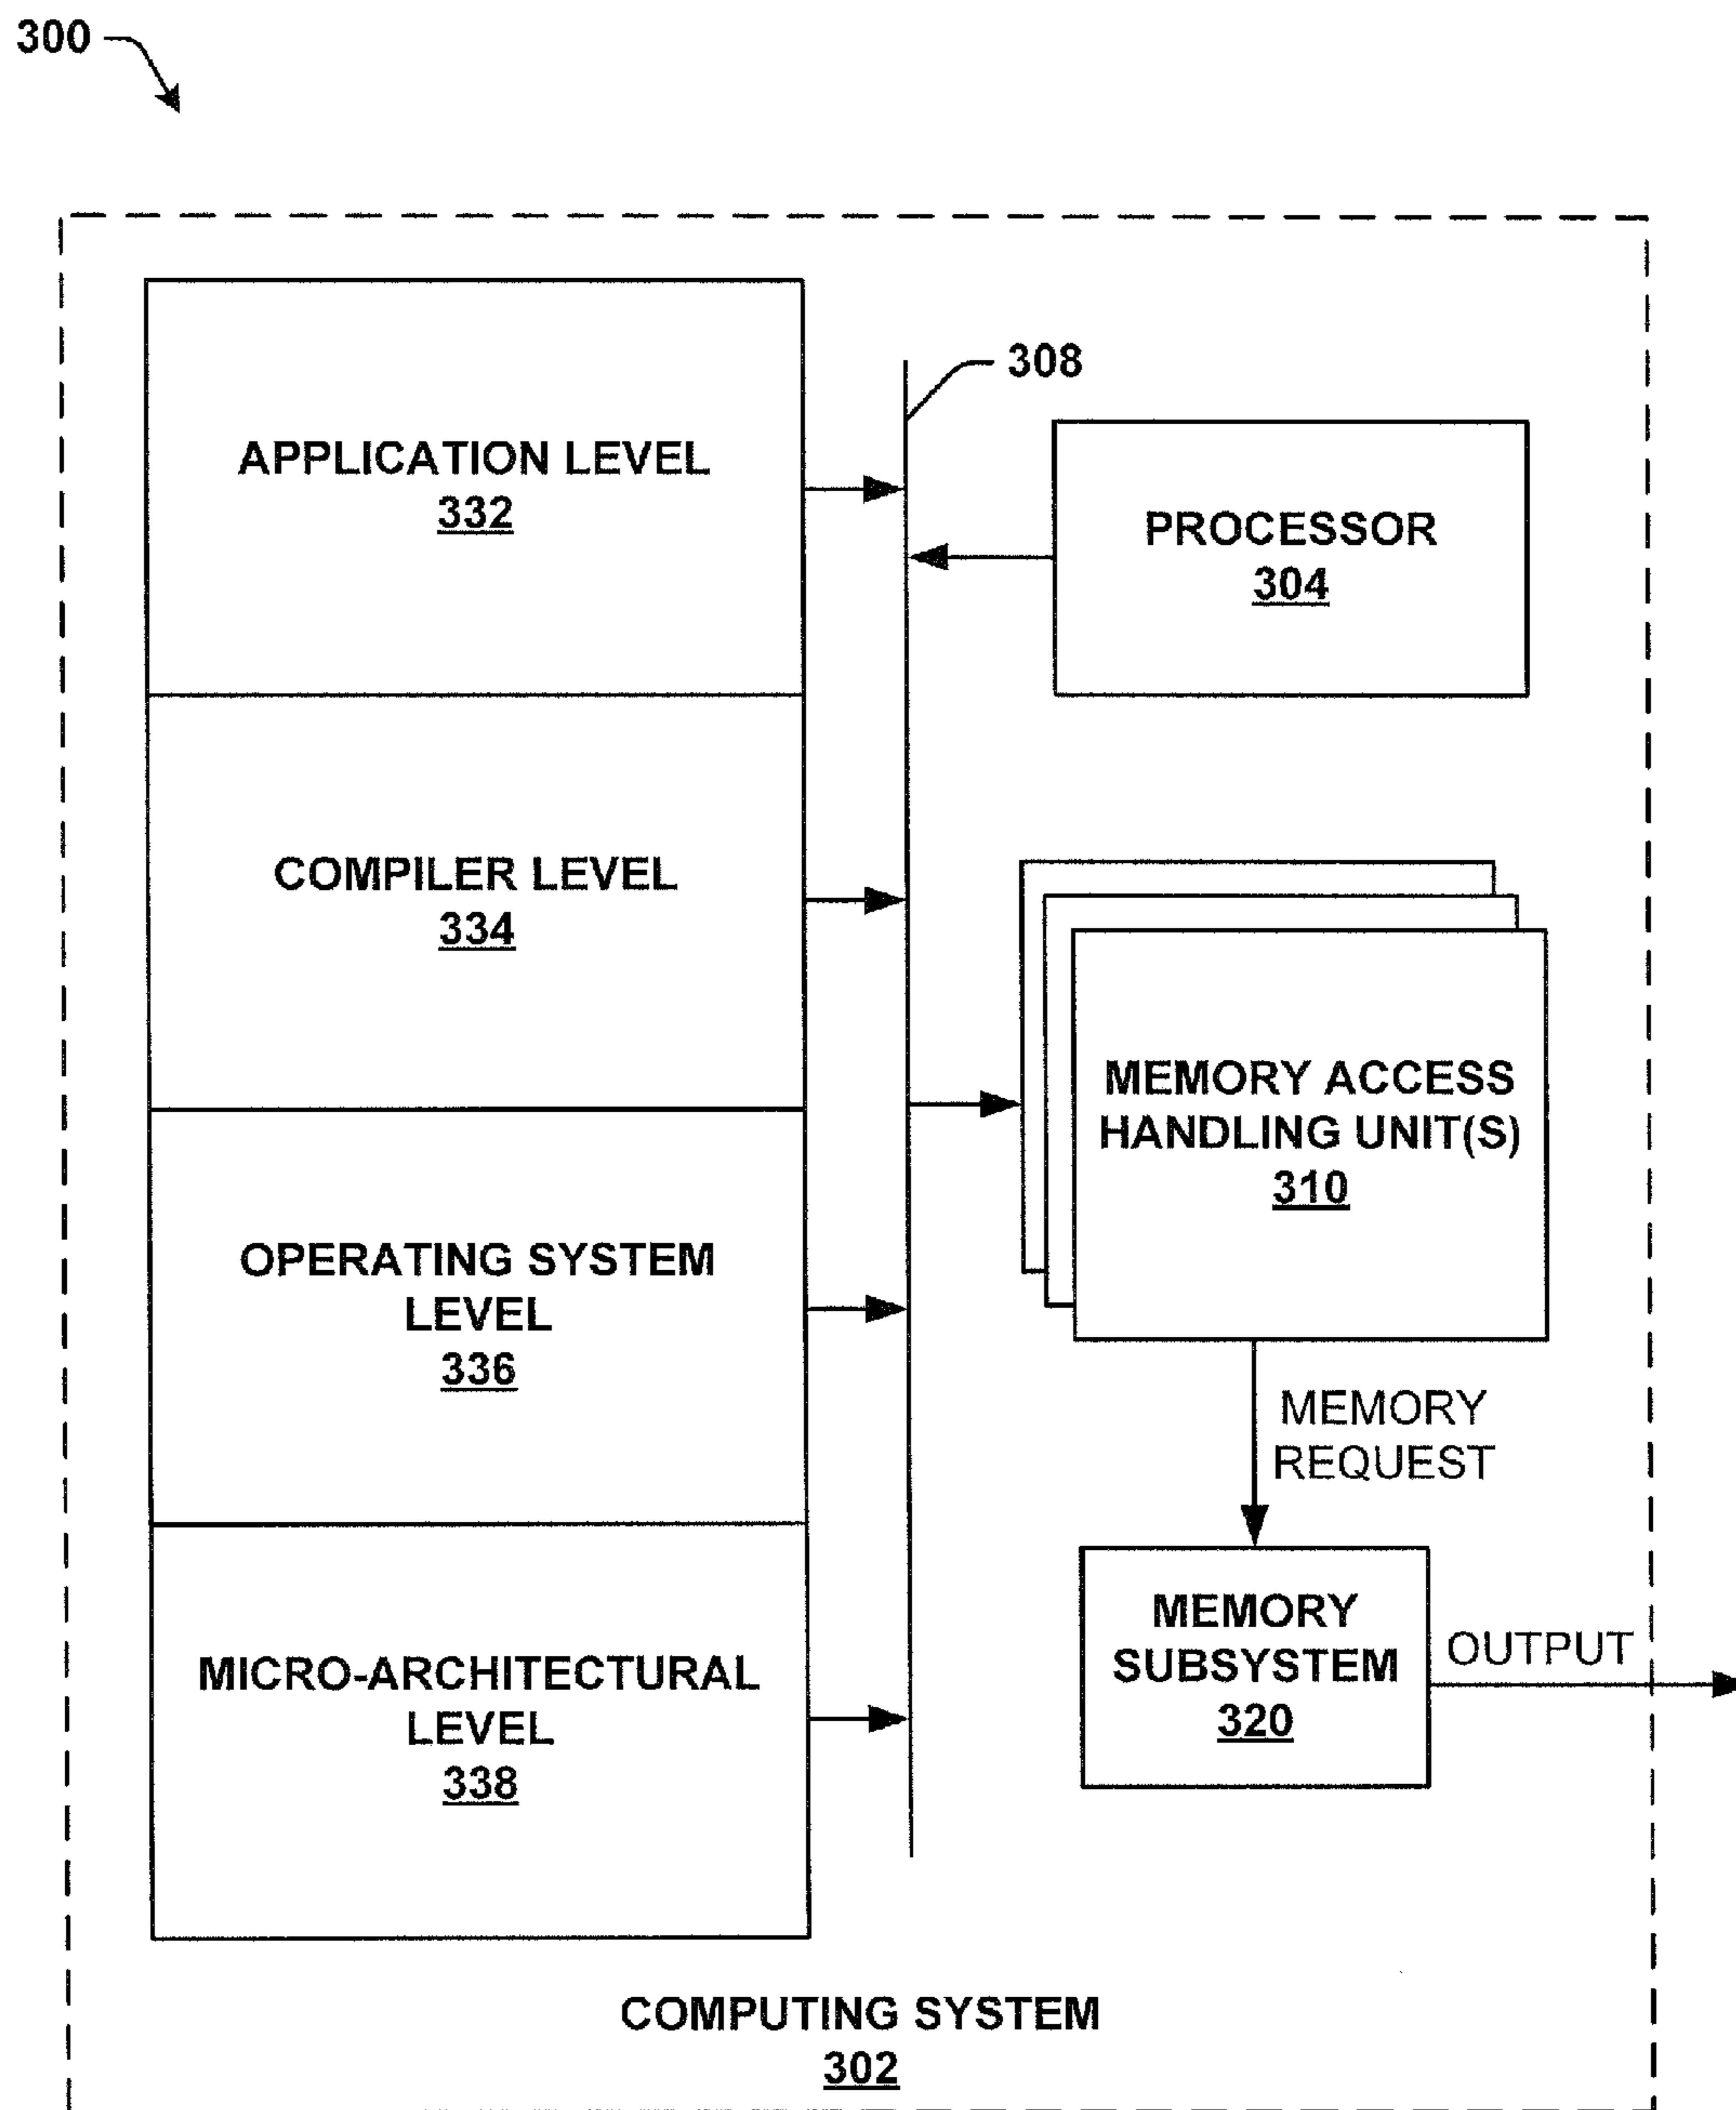 300
308
APPLICATION LEVEL
332
PROCESSOR
304
COMPILER LEVEL
334
MEMORY ACCESS
HANDLING UNIT(S)
310
OPERATING SYSTEM
LEVEL
336
MEMORY
REQUEST
MICRO-ARCHITECTURAL
LEVEL
338
MEMORY
SUBSYSTEM
320
OUTPUT
COMPUTING SYSTEM
302